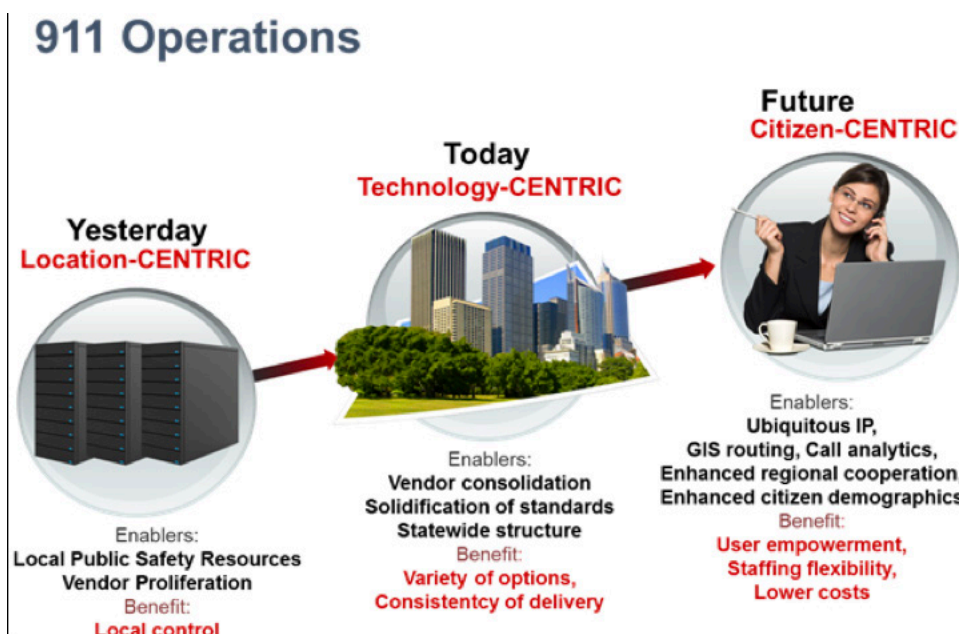 911 Operations
Yesterday
Location-CENTRIC
Enablers:
Local Public Safety Resources
Vendor Proliferation
Benefit:
Local control
Today
Technology-CENTRIC
Enablers:
Vendor consolidation
Solidification of standards
Statewide structure
Benefit:
Variety of options,
Consistentcy of delivery
Future
Citizen-CENTRIC
Enablers:
Ubiquitous IP,
GIS routing, Call analytics,
Enhanced regional cooperation,
Enhanced citizen demographics
Benefit:
User empowerment,
Staffing flexibility,
Lower costs